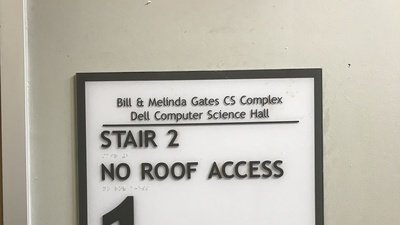 Bill & Melinda Gates CS Complex
Dell Computer Science Hall
STAIR 2
NO ROOF ACCESS